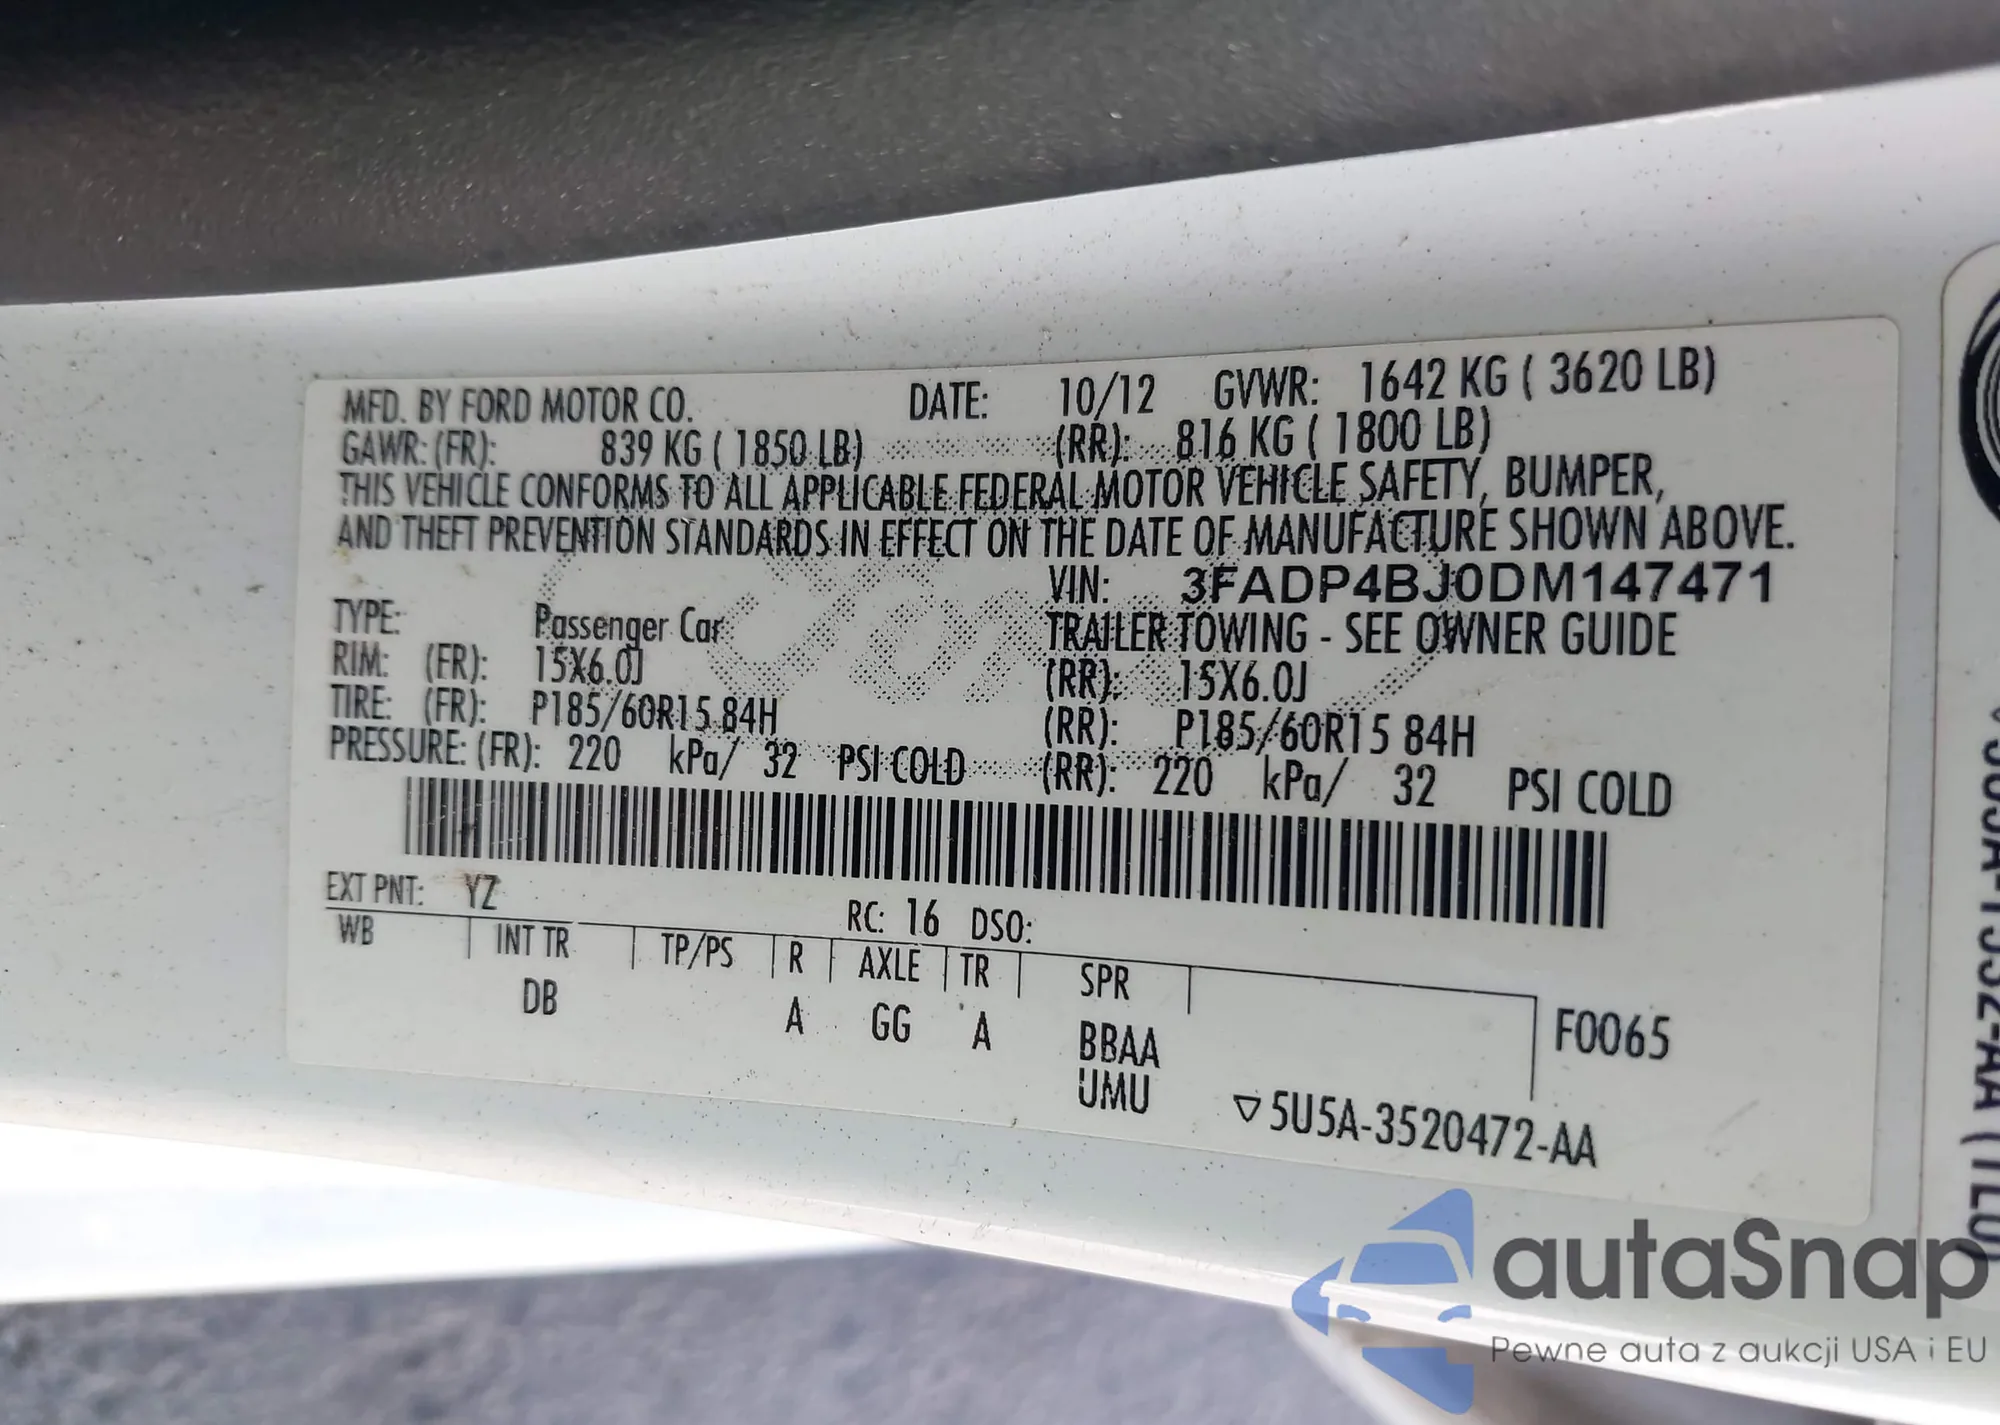 MFD. BY FORD MOTOR CO. DATE: 10/12 GVWR: 1642 KG ( 3620 LB)
GAWR: (FR): 839 KG ( 1850 LB) (RR): 816 KG ( 1800 LB)
THIS VEHICLE CONFORMS TO ALL APPLICABLE FEDERAL MOTOR VEHICLE SAFETY, BUMPER,
AND THEFT PREVENTION STANDARDS IN EFFECT ON THE DATE OF MANUFACTURE SHOWN ABOVE.
VIN: 3FADP4BJ0DM147471
TYPE: Passenger Car TRAILER TOWING - SEE OWNER GUIDE
RIM: (FR): 15X6.0J (RR): 15X6.0J
TIRE: (FR): P185/60R15 84H (RR): P185/60R15 84H
PRESSURE: (FR): 220 kPa/ 32 PSI COLD (RR): 220 kPa/ 32 PSI COLD
EXT PNT: YZ RC: 16 DSO:
WB INT TR TP/PS R AXLE TR SPR
DB A GG A BBAA F0065
UMU
▽5U5A-3520472-AA
autaSnap
Pewne auta z aukcji USA i EU